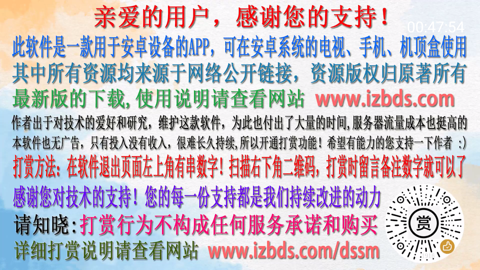 亲爱的用户，感谢您的支持！
00:47:54
此软件是一款用于安卓设备的APP，可在安卓系统的电视、手机、机顶盒使用
其中所有资源均来源于网络公开链接，资源版权归原著所有
最新版的下载,使用说明请查看网站 www.izbds.com
作者出于对技术的爱好和研究，维护这款软件，为此也付出了大量的时间,服务器流量成本也挺高的
本软件也无广告，只有投入没有收入，很难长久持续,所以开通打赏功能！希望有能力的您支持一下作者 :)
打赏方法：在软件退出页面左上角有串数字！扫描右下角二维码，打赏时留言备注数字就可以了
感谢您对技术的支持！您的每一份支持都是我们持续改进的动力
请知晓:打赏行为不构成任何服务承诺和购买
赏
详细打赏说明请查看网站 www.izbds.com/dssm